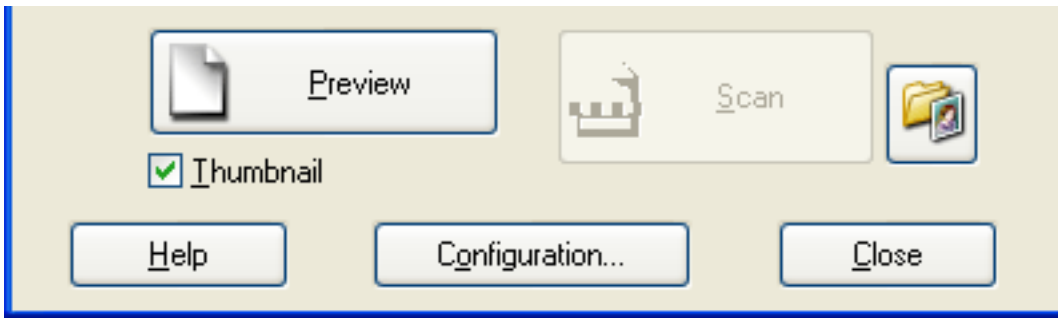 Preview
Scan
Thumbnail
Help
Configuration...
Close